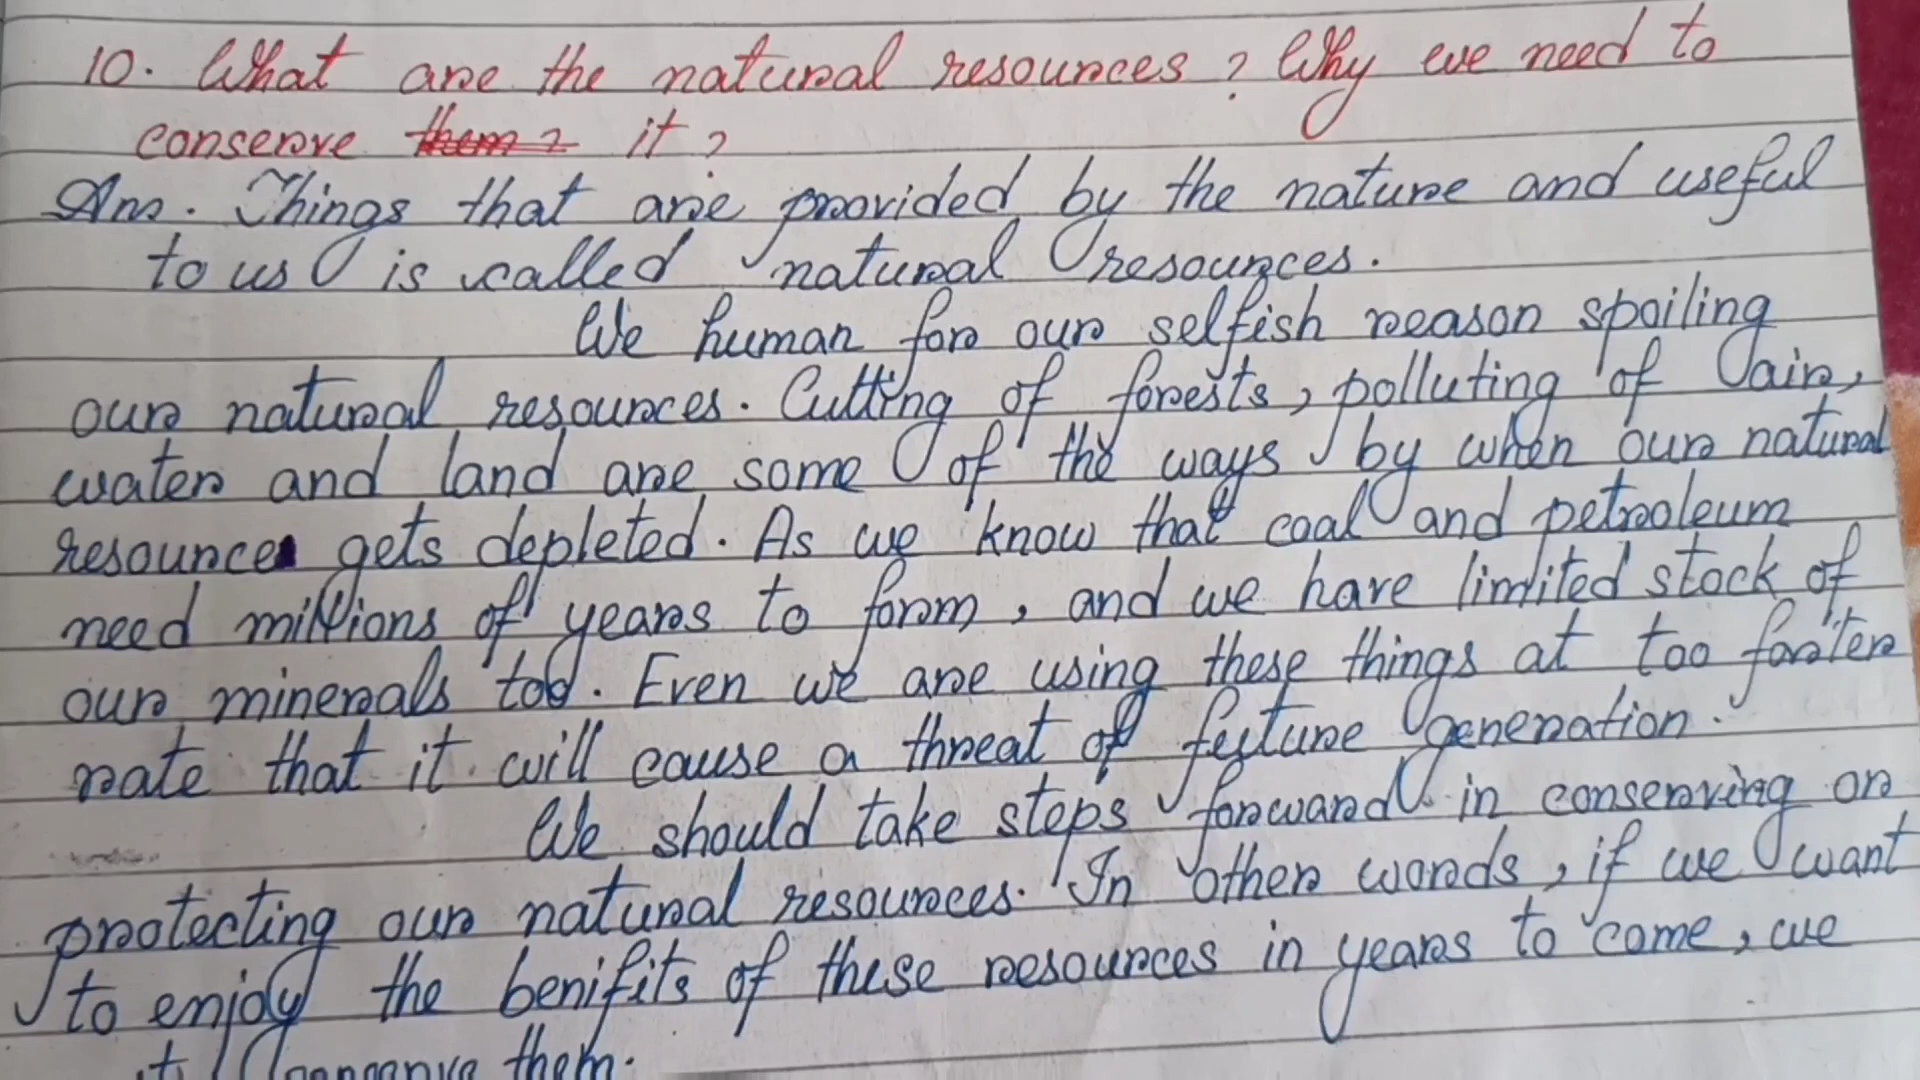 10. What are the natural resources? Why we need to
conserve them? it?
Ans. Things that are provided by the nature and useful
to us is called natural resources.
We human for our selfish reason spoiling
our natural resources. Cutting of forests, polluting of air,
water and land are some of the ways by when our natural
resources gets depleted. As we know that coal and petroleum
need millions of years to form, and we have limited stock of
our minerals too. Even we are using these things at too faster
rate that it will cause a threat of future generation.
We should take steps forward in conserving or
protecting our natural resources. In other words, if we want
to enjoy the benifits of these resources in years to come, we
them.